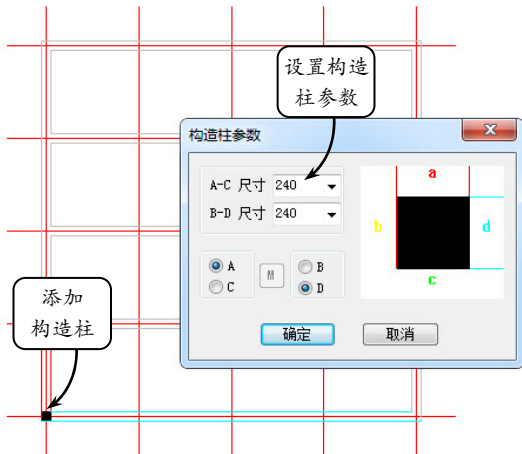 设置构造
柱参数
构造柱参数
A-C 尺寸 240
B-D 尺寸 240
A
B
C
M
D
a
b
d
c
确定
取消
添加
构造柱